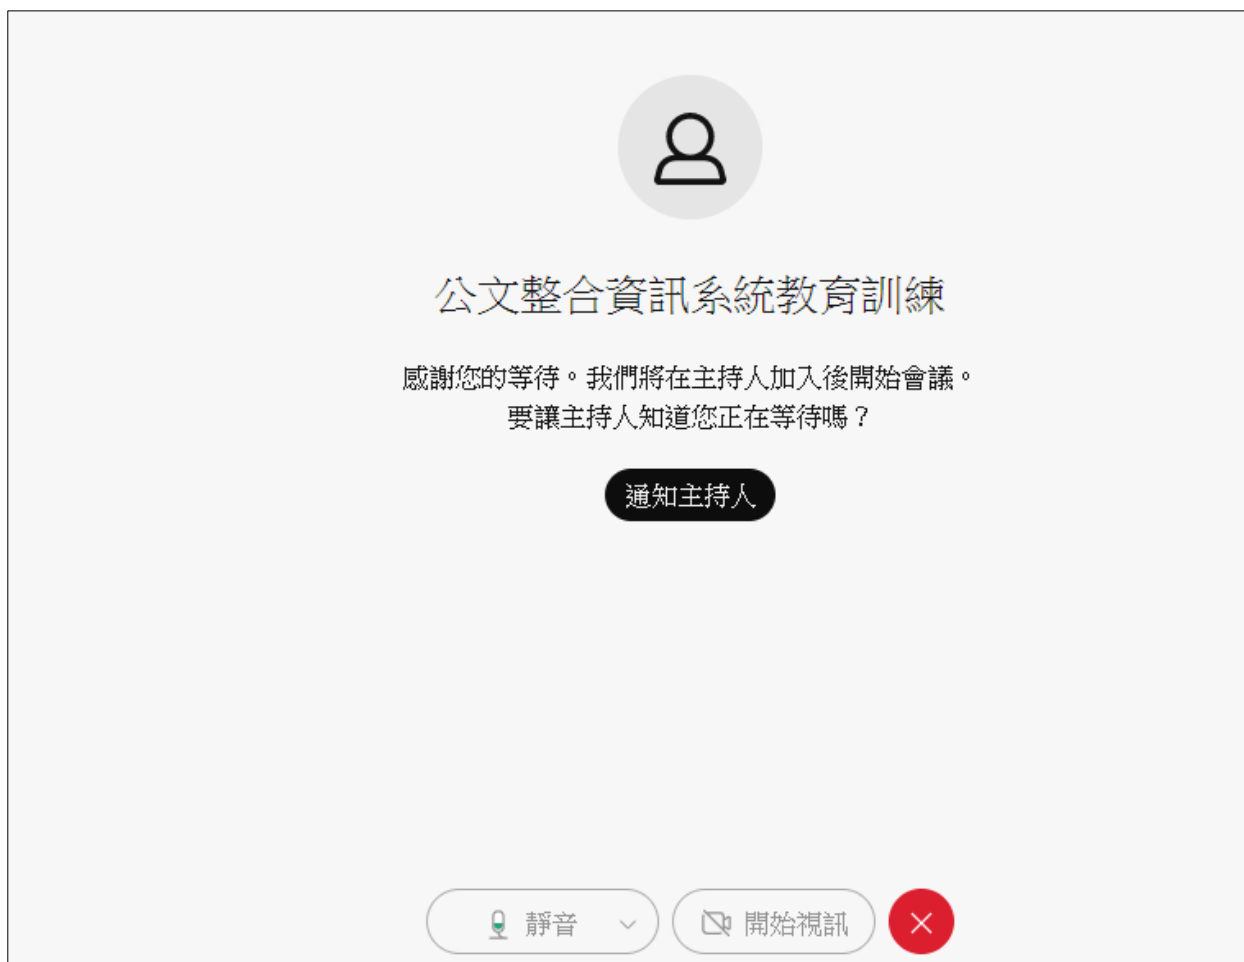 公文整合資訊系統教育訓練
感謝您的等待。我們將在主持人加入後開始會議。
要讓主持人知道您正在等待嗎？
通知主持人
靜音
開始視訊